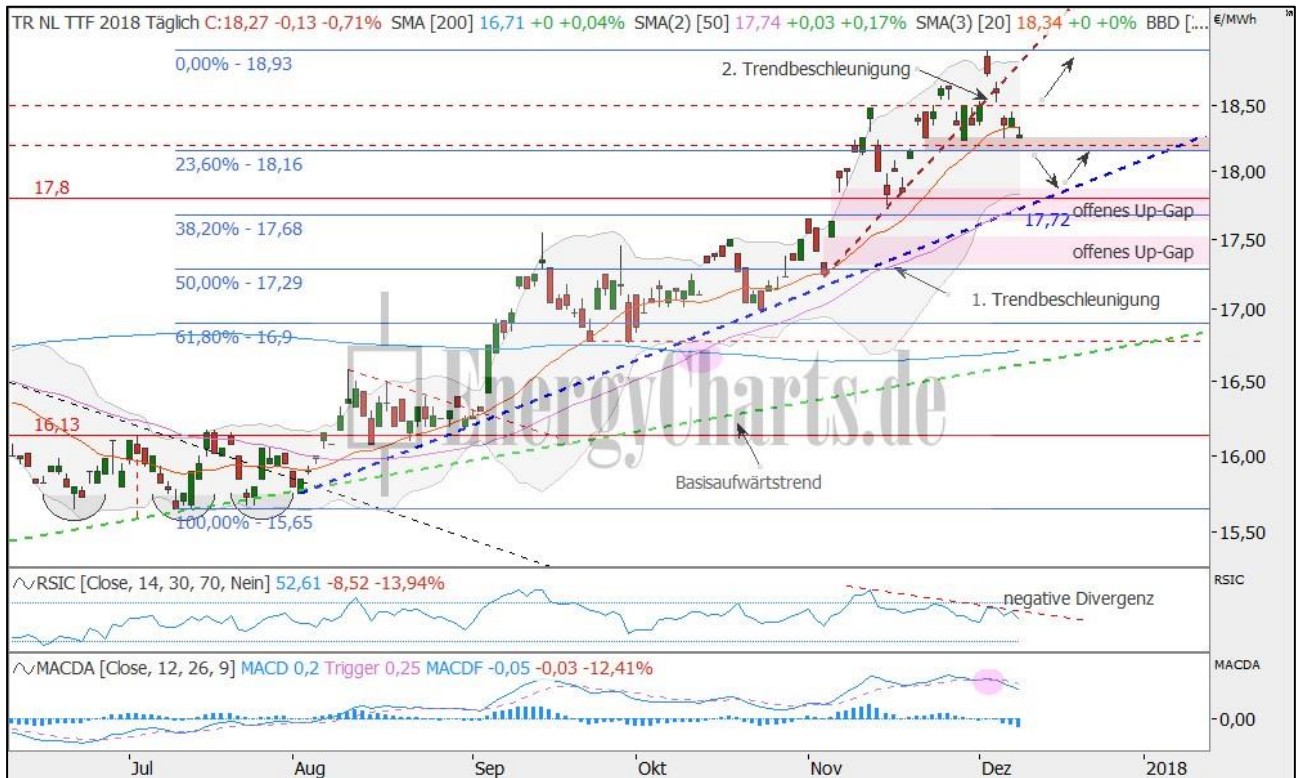 TR NL TTF 2018 Täglich C:18,27 -0,13 -0,71% SMA [200] 16,71 +0 +0,04% SMA(2) [50] 17,74 +0,03 +0,17% SMA(3) [20] 18,34 +0 +0% BBD [....
€/MWh
0,00% - 18,93
2. Trendbeschleunigung
18,50
23,60% - 18,16
18,00
17,8
offenes Up-Gap
38,20% - 17,68
17,72
17,50
offenes Up-Gap
50,00% - 17,29
1. Trendbeschleunigung
17,00
61,80% - 16,9
16,50
EnergyCharts.de
16,13
16,00
Basisaufwärtstrend
100,00% - 15,65
15,50
RSIC [Close, 14, 30, 70, Nein] 52,61 -8,52 -13,94%
RSIC
negative Divergenz
MACDA [Close, 12, 26, 9] MACD 0,2 Trigger 0,25 MACDF -0,05 -0,03 -12,41%
MACDA
0,00
Jul Aug Sep Okt Nov Dez 2018